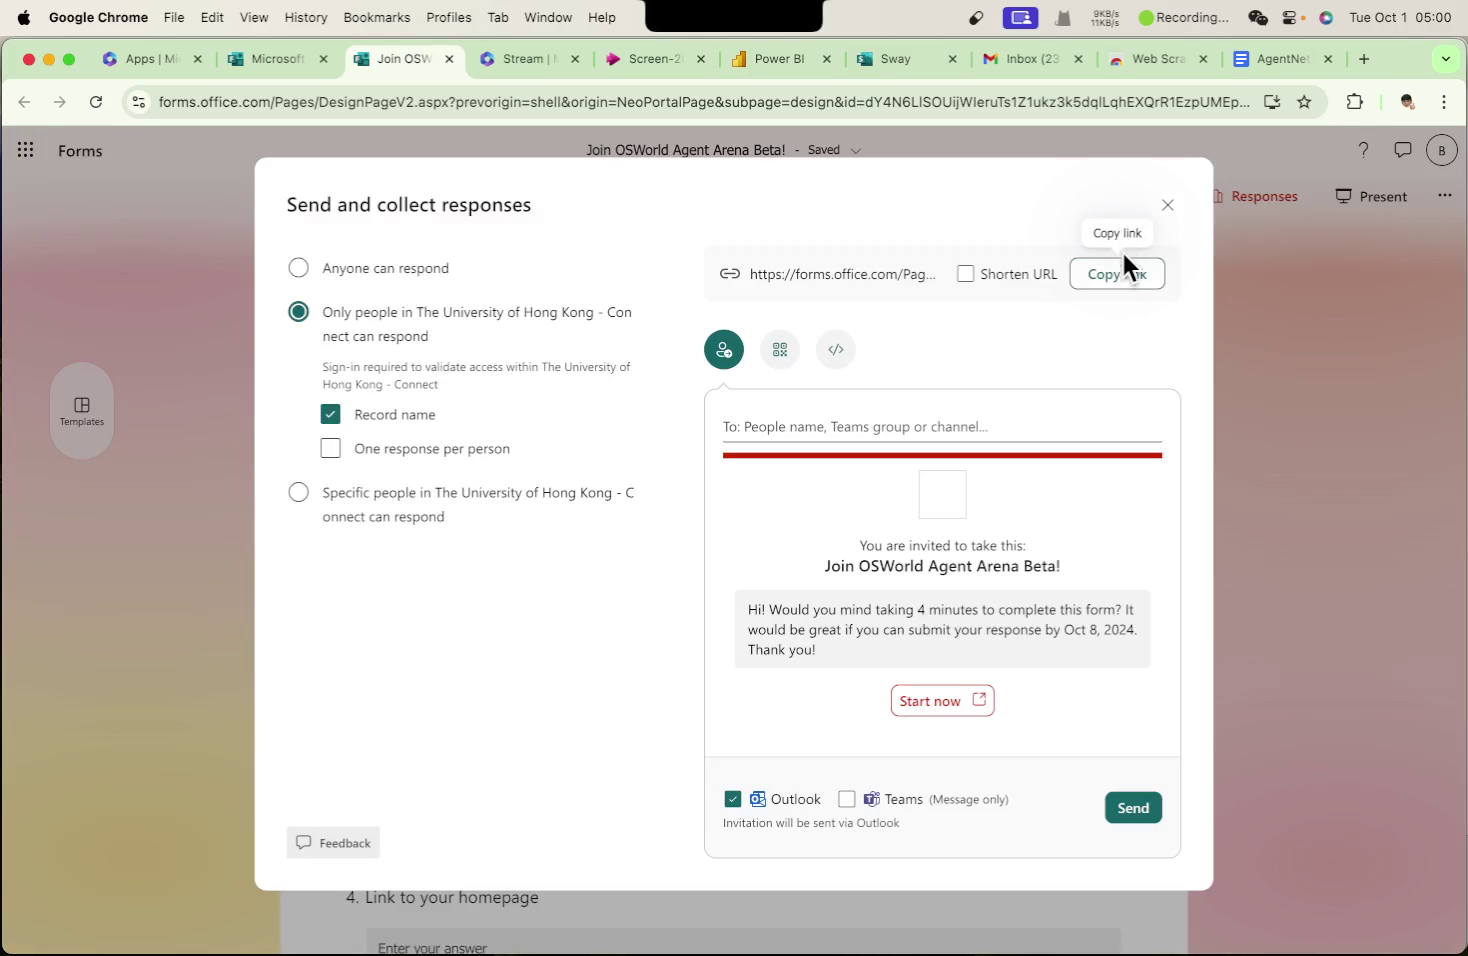 Google Chrome File Edit View History Bookmarks Profiles Tab Window Help 9KB/s 11KB/s Recording... Tue Oct 1 05:00
Apps | Mi Microsoft Join OSW Stream | M Screen-2 Power BI Sway Inbox (23 Web Scra AgentNet
forms.office.com/Pages/DesignPageV2.aspx?prevorigin=shell&origin=NeoPortalPage&subpage=design&id=dY4N6LlSOUijWIeruTs1Z1ukz3k5dqlLqhEXQrR1EzpUMEp...
Forms Join OSWorld Agent Arena Beta! - Saved ? B
Responses Present ...
Send and collect responses
Copy link
Anyone can respond
https://forms.office.com/Pag... Shorten URL Copy
Only people in The University of Hong Kong - Con
nect can respond
Sign-in required to validate access within The University of
Hong Kong - Connect
Record name
One response per person
Specific people in The University of Hong Kong - C
onnect can respond
Templates
To: People name, Teams group or channel...
You are invited to take this:
Join OSWorld Agent Arena Beta!
Hi! Would you mind taking 4 minutes to complete this form? It
would be great if you can submit your response by Oct 8, 2024.
Thank you!
Start now
Outlook Teams (Message only)
Invitation will be sent via Outlook
Send
Feedback
4. Link to your homepage
Enter your answer